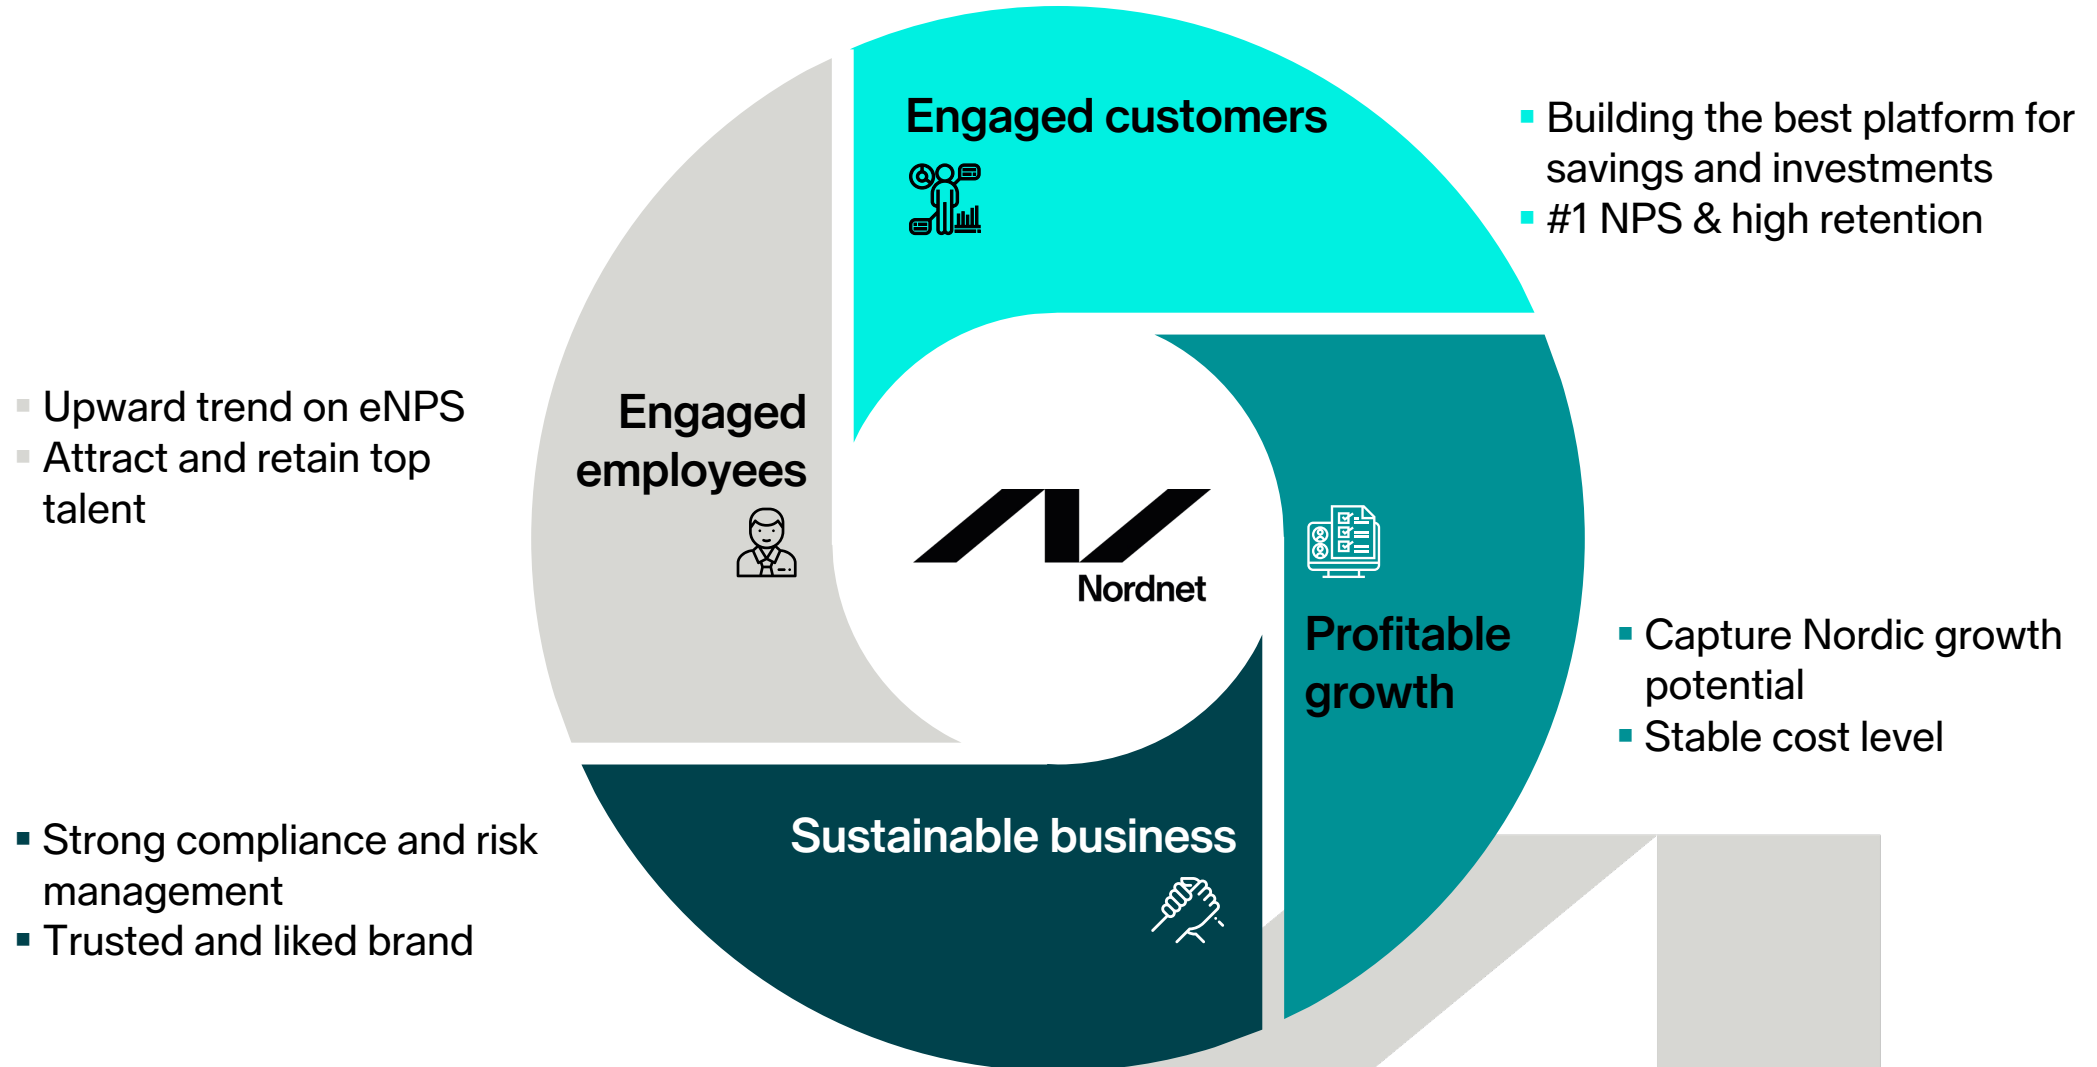 Engaged customers
▪ Building the best platform for
savings and investments
▪ #1 NPS & high retention
▪ Upward trend on eNPS
▪ Attract and retain top
talent
Engaged
employees
Nordnet
Profitable
growth
▪ Capture Nordic growth
potential
▪ Stable cost level
Sustainable business
▪ Strong compliance and risk
management
▪ Trusted and liked brand